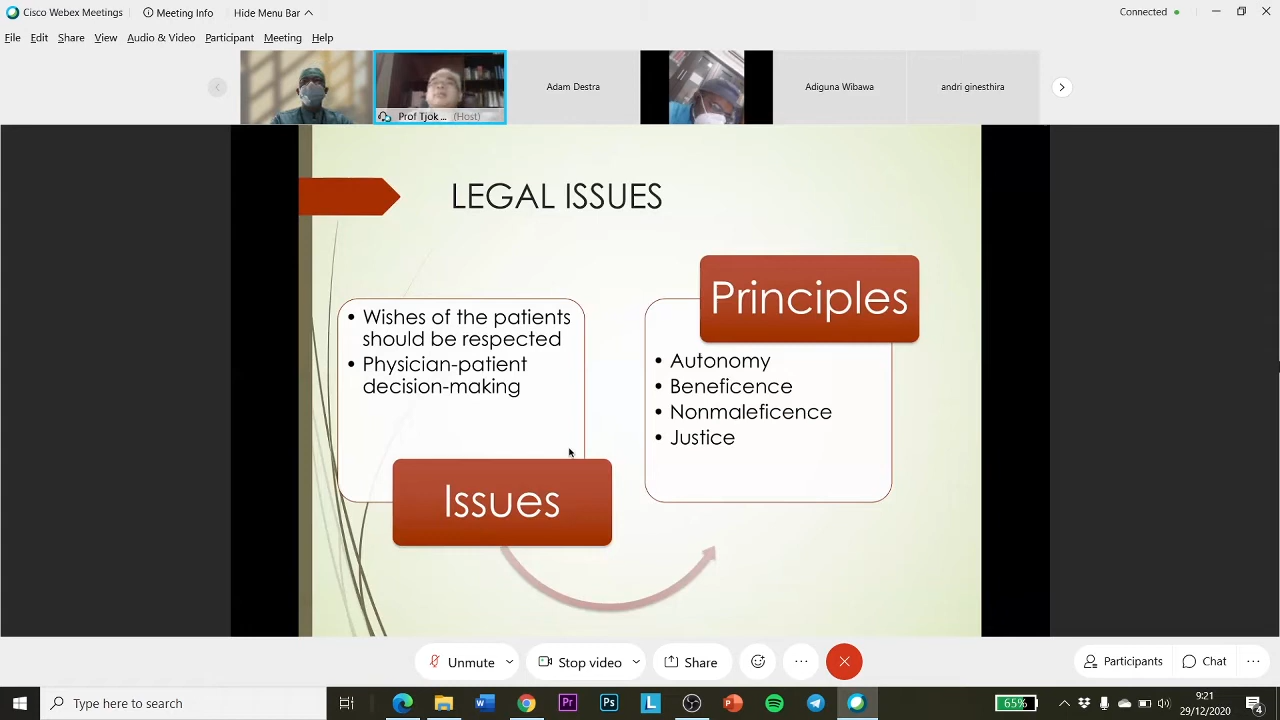 Cisco Webex Meetings
Meeting Info
Hide Menu Bar
Connected
File Edit Share View Audio & Video Participant Meeting Help
Prof Tjok ... (Host)
Adam Destra
Adiguna Wibawa
andri ginesthira
LEGAL ISSUES
• Wishes of the patients
should be respected
• Physician-patient
decision-making
Issues
Principles
• Autonomy
• Beneficence
• Nonmaleficence
• Justice
Unmute
Stop video
Share
Participants
Chat
Type here to search
65%
9:21
29/12/2020